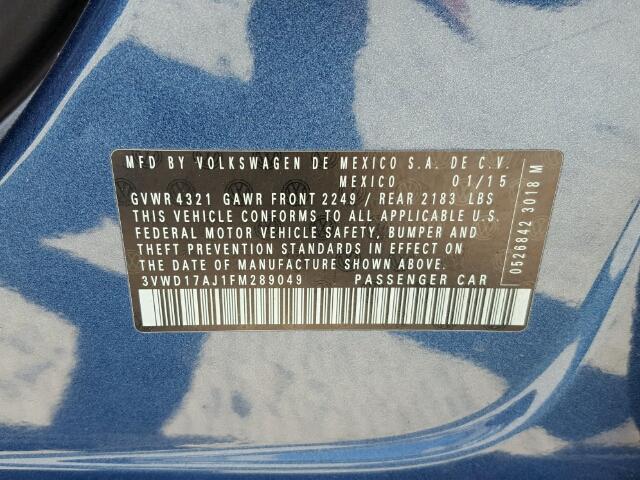 MFD BY VOLKSWAGEN DE MEXICO S.A. DE C.V.
MEXICO 01/15
GVWR 4321 GAWR FRONT 2249 / REAR 2183 LBS
THIS VEHICLE CONFORMS TO ALL APPLICABLE U.S.
FEDERAL MOTOR VEHICLE SAFETY, BUMPER AND
THEFT PREVENTION STANDARDS IN EFFECT ON
THE DATE OF MANUFACTURE SHOWN ABOVE.
3VWD17AJ1FM289049 PASSENGER CAR
0526842 3018 M